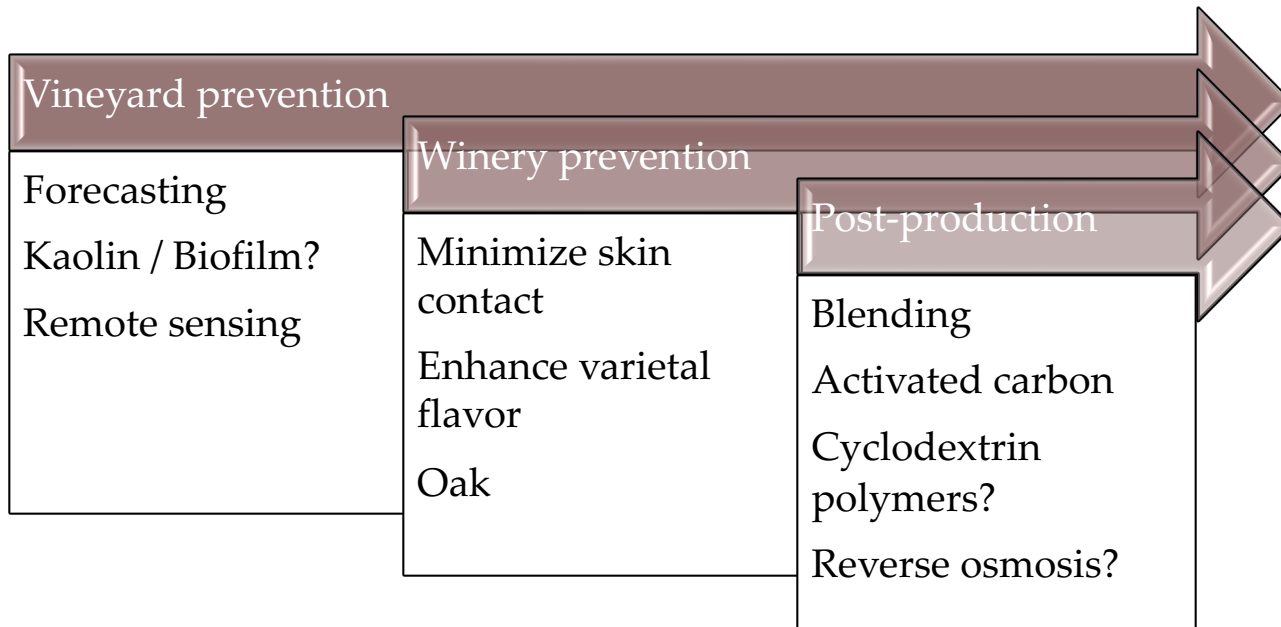 Vineyard prevention
Forecasting
Kaolin / Biofilm?
Remote sensing
Winery prevention
Minimize skin
contact
Enhance varietal
flavor
Oak
Post-production
Blending
Activated carbon
Cyclodextrin
polymers?
Reverse osmosis?